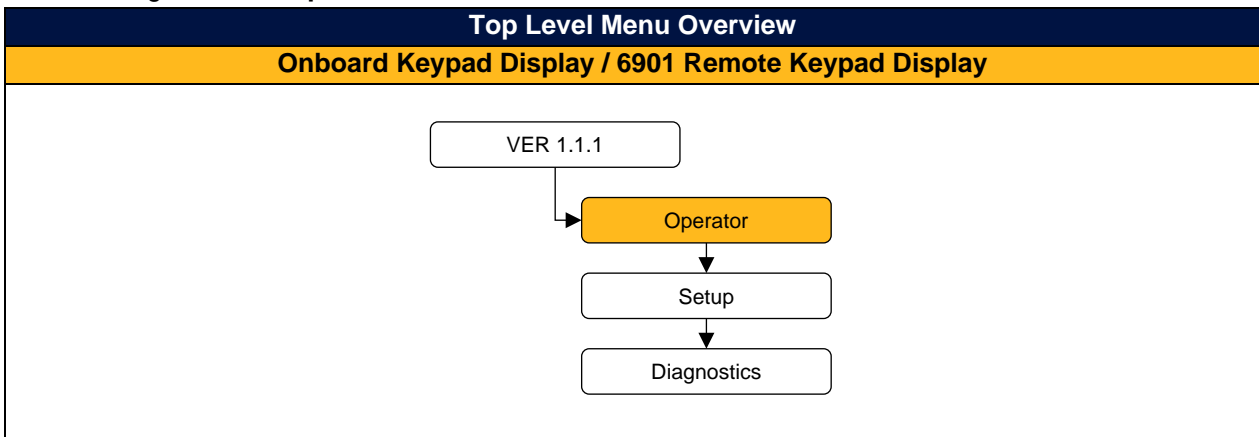 Top Level Menu Overview
Onboard Keypad Display / 6901 Remote Keypad Display
VER 1.1.1
Operator
Setup
Diagnostics